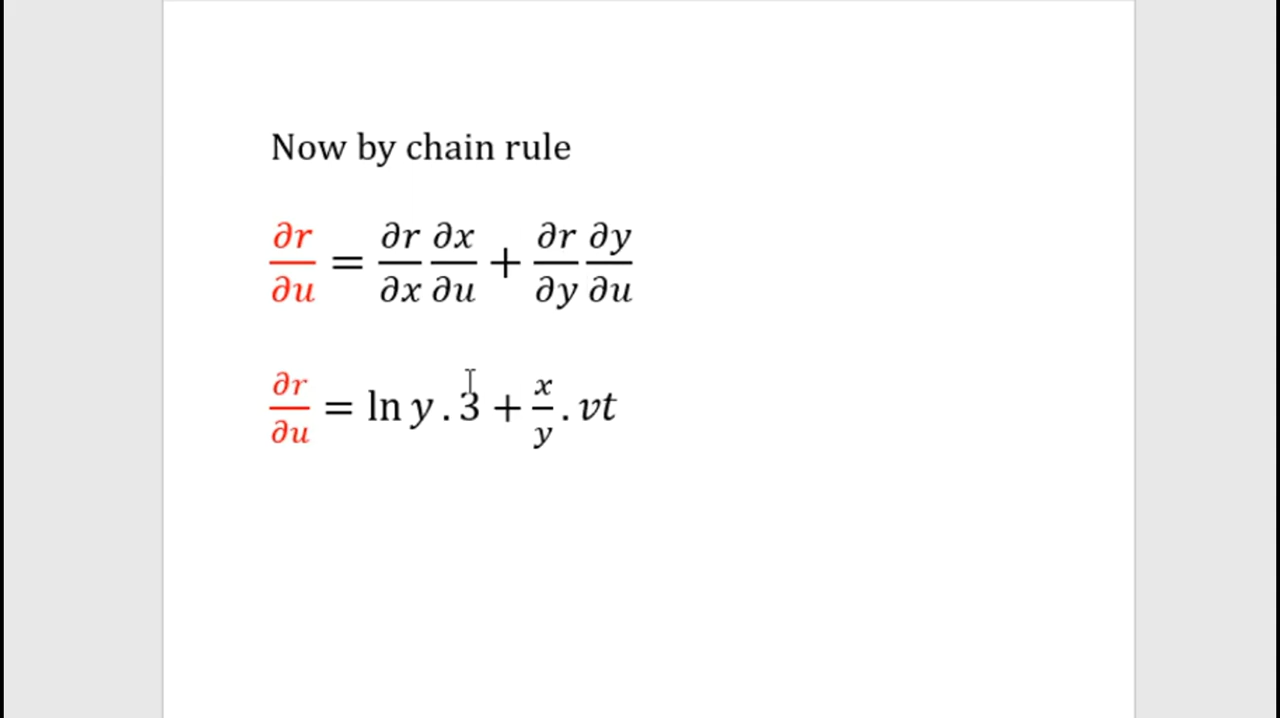 Now by chain rule
∂r/∂u = ∂r/∂x ∂x/∂u + ∂r/∂y ∂y/∂u
∂r/∂u = ln y . 3 + x/y . vt